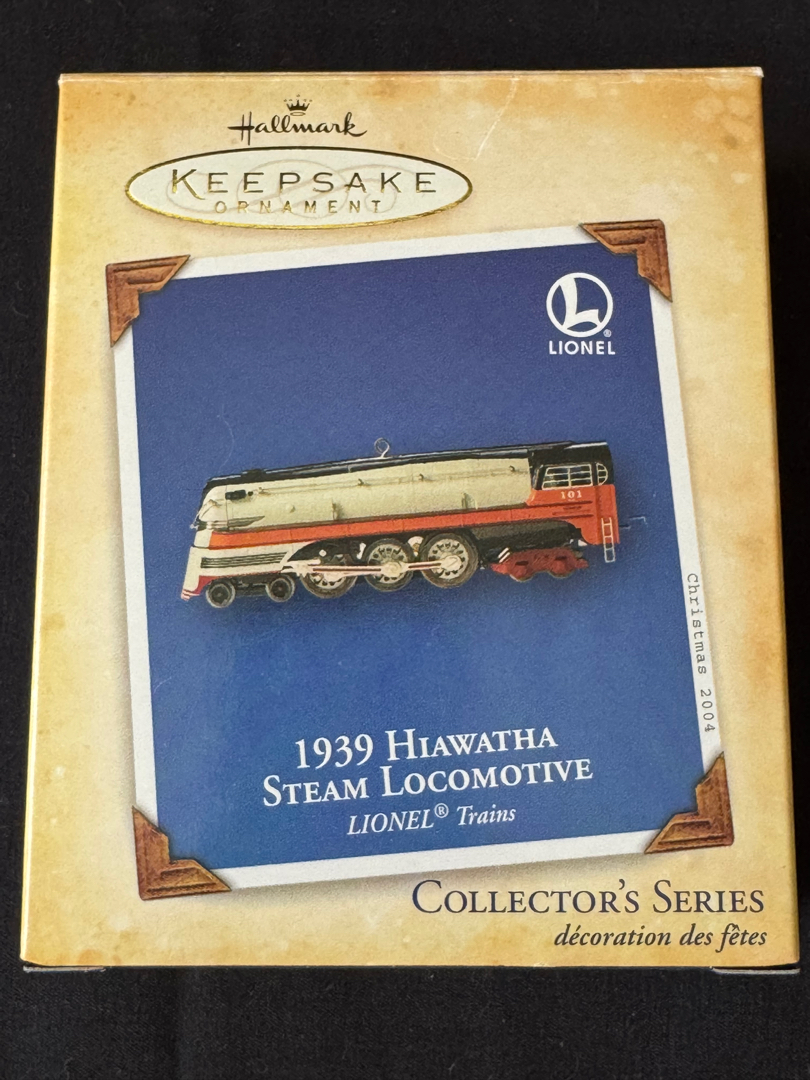 Hallmark
KEEPSAKE
ORNAMENT
L
®
LIONEL
101
Christmas 2004
1939 HIAWATHA
STEAM LOCOMOTIVE
LIONEL® Trains
COLLECTOR'S SERIES
décoration des fêtes